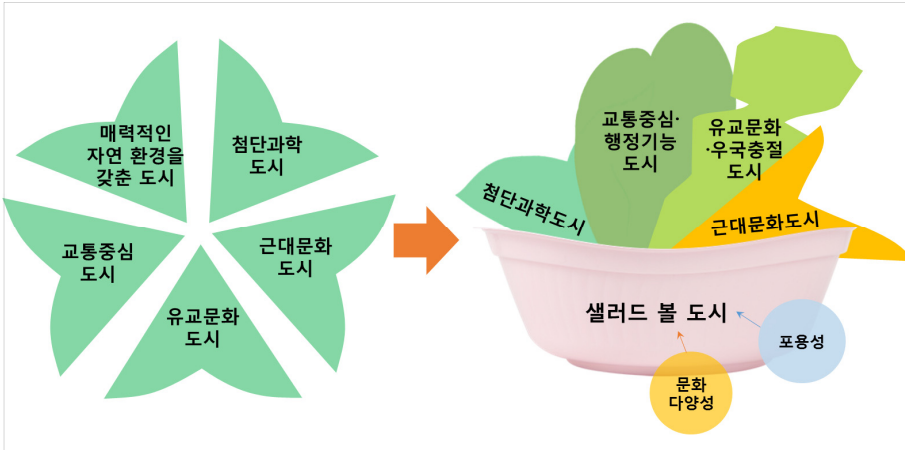 매력적인
자연 환경을
갖춘 도시
첨단과학
도시
교통중심
도시
근대문화
도시
유교문화
도시
첨단과학도시
교통중심·
행정기능
도시
유교문화
·우국충절
도시
근대문화도시
샐러드 볼 도시
포용성
문화
다양성